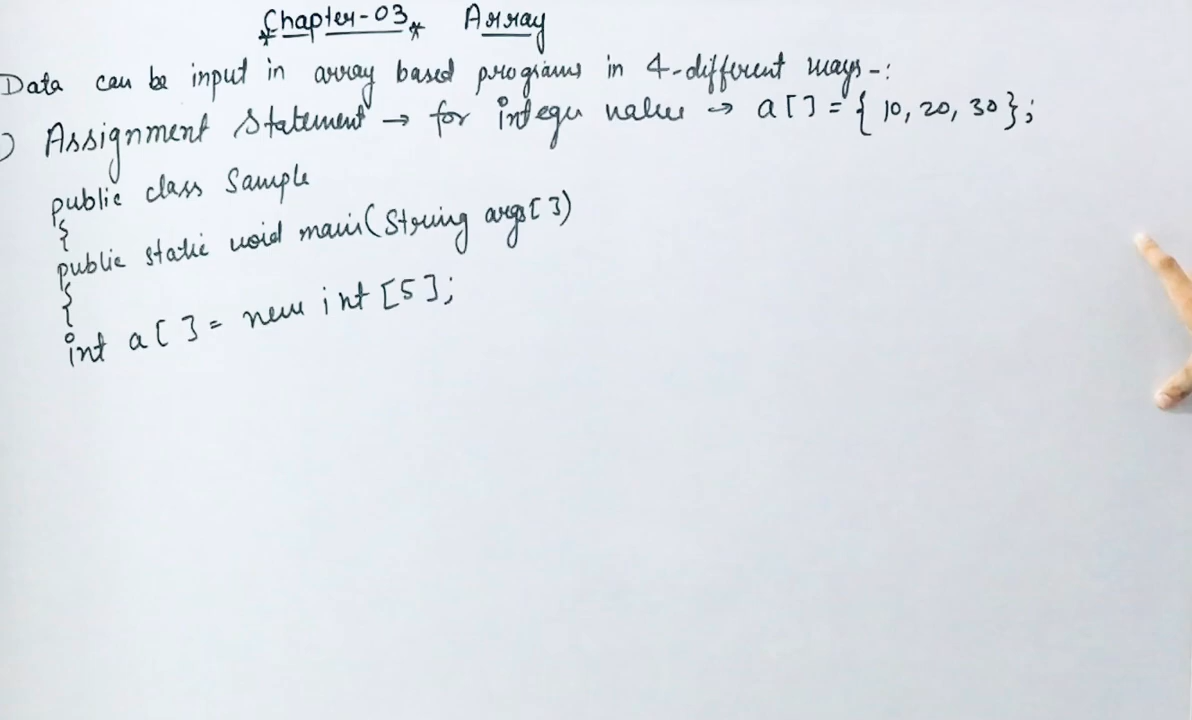 *Chapter-03* Array
Data can be input in array based programs in 4-different ways-:
) Assignment Statement → for integer value → a[] = { 10, 20, 30 };
public class Sample
{
public static void main(String args[])
{
int a[] = new int [5];